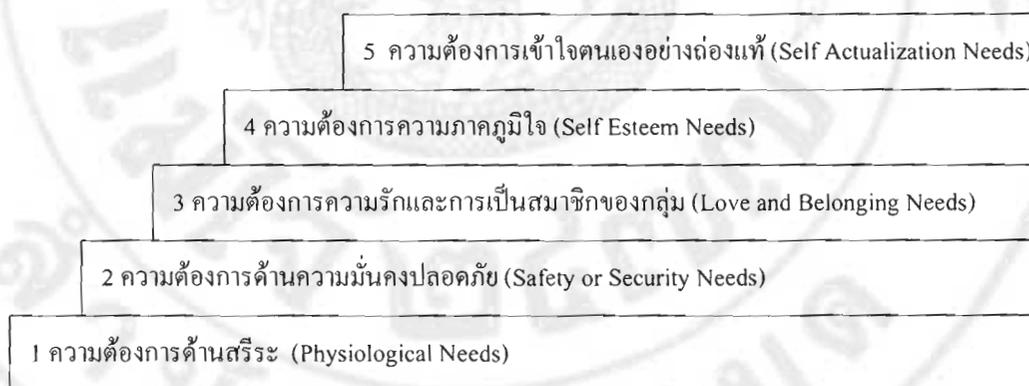 5 ความต้องการเข้าใจตนเองอย่างถ่องแท้ (Self Actualization Needs)
4 ความต้องการความภาคภูมิใจ (Self Esteem Needs)
3 ความต้องการความรักและการเป็นสมาชิกของกลุ่ม (Love and Belonging Needs)
2 ความต้องการด้านความมั่นคงปลอดภัย (Safety or Security Needs)
1 ความต้องการด้านสรีระ (Physiological Needs)